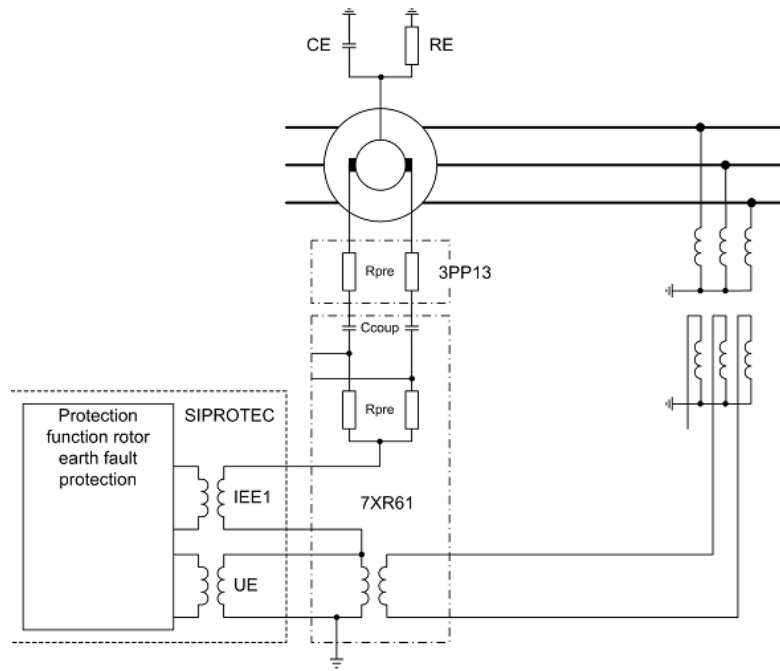 CE
RE
Rpre
3PP13
Ccoup
Rpre
Protection
function rotor
earth fault
protection
SIPROTEC
IEE1
7XR61
UE